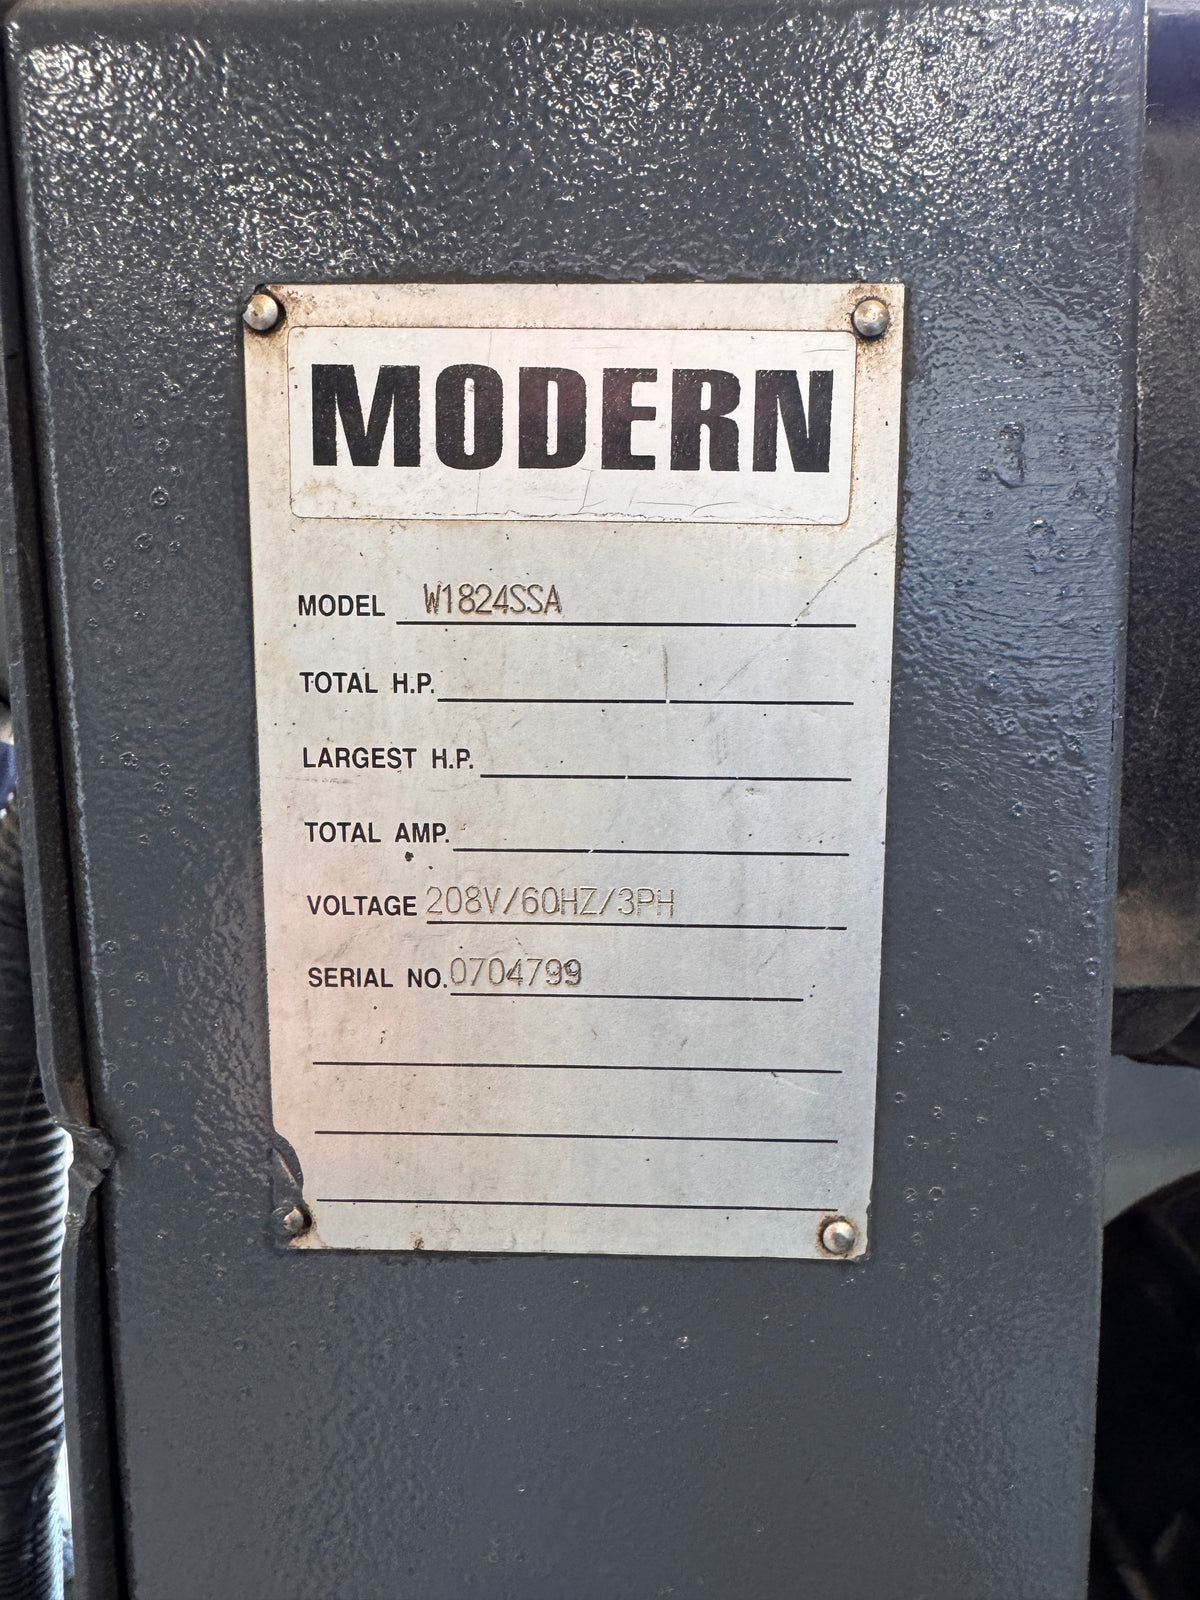 MODERN
MODEL W1824SSA
TOTAL H.P.
LARGEST H.P.
TOTAL AMP.
VOLTAGE 208V/60HZ/3PH
SERIAL NO. 0704799